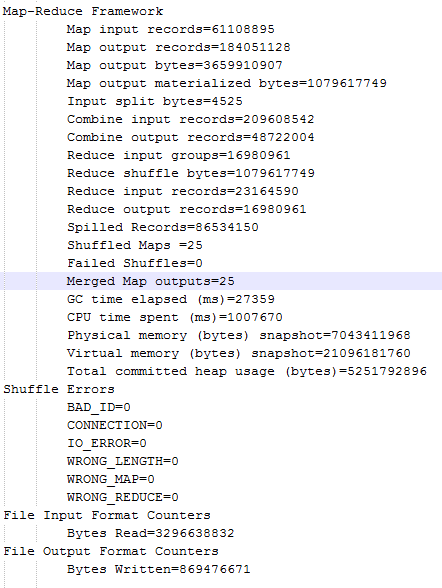 Map-Reduce Framework
Map input records=61108895
Map output records=184051128
Map output bytes=3659910907
Map output materialized bytes=1079617749
Input split bytes=4525
Combine input records=209608542
Combine output records=48722004
Reduce input groups=16980961
Reduce shuffle bytes=1079617749
Reduce input records=23164590
Reduce output records=16980961
Spilled Records=86534150
Shuffled Maps =25
Failed Shuffles=0
Merged Map outputs=25
GC time elapsed (ms)=27359
CPU time spent (ms)=1007670
Physical memory (bytes) snapshot=7043411968
Virtual memory (bytes) snapshot=21096181760
Total committed heap usage (bytes)=5251792896
Shuffle Errors
BAD_ID=0
CONNECTION=0
IO_ERROR=0
WRONG_LENGTH=0
WRONG_MAP=0
WRONG_REDUCE=0
File Input Format Counters
Bytes Read=3296638832
File Output Format Counters
Bytes Written=869476671